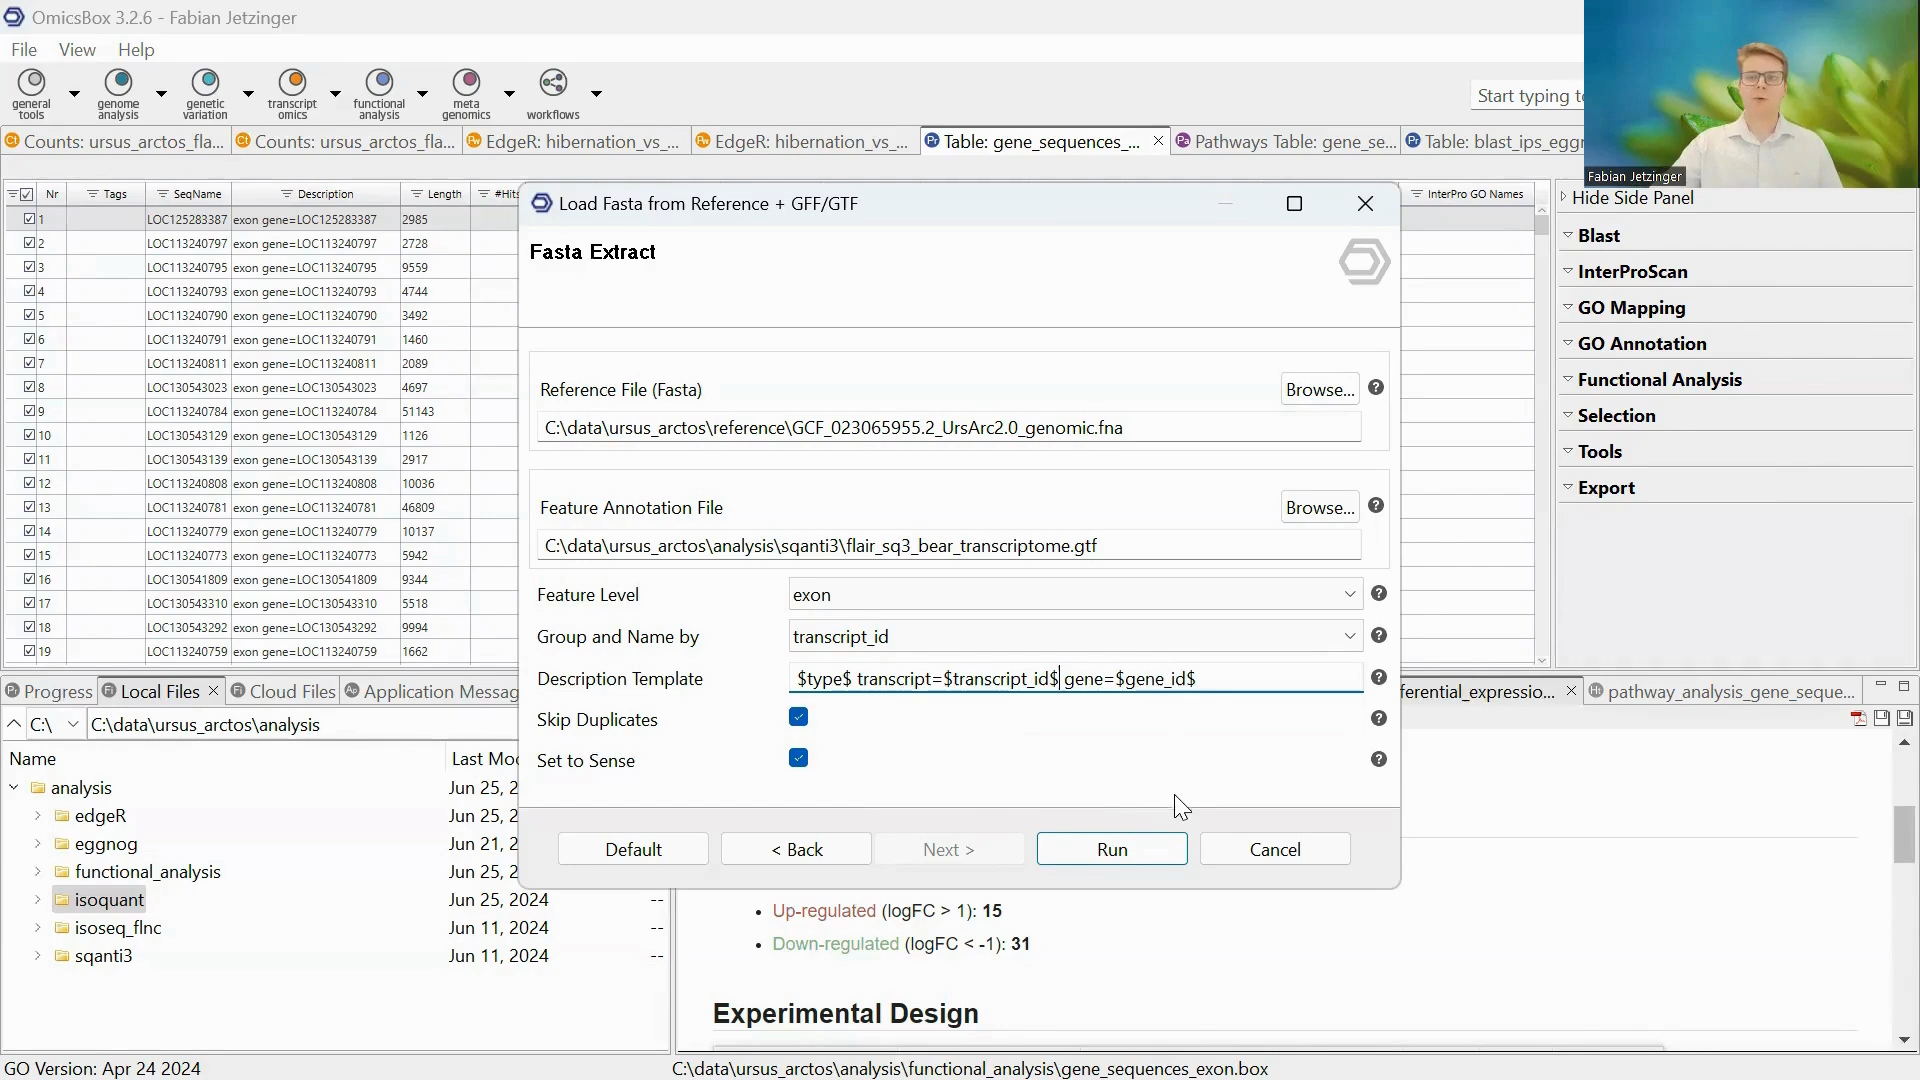 OmicsBox 3.2.6 - Fabian Jetzinger
File View Help
general tools
genome analysis
genetic variation
transcript omics
functional analysis
meta genomics
workflows
Start typing to
Fabian Jetzinger
Counts: ursus_arctos_fla...
Counts: ursus_arctos_fla...
EdgeR: hibernation_vs_...
EdgeR: hibernation_vs_...
Table: gene_sequences_...
Pathways Table: gene_se...
Table: blast_ips_eggn
Nr Tags SeqName Description Length #Hits InterPro GO Names
1 LOC125283387 exon gene=LOC125283387 2985
2 LOC113240797 exon gene=LOC113240797 2728
3 LOC113240795 exon gene=LOC113240795 9559
4 LOC113240793 exon gene=LOC113240793 4744
5 LOC113240790 exon gene=LOC113240790 3492
6 LOC113240791 exon gene=LOC113240791 1460
7 LOC113240811 exon gene=LOC113240811 2089
8 LOC130543023 exon gene=LOC130543023 4697
9 LOC113240784 exon gene=LOC113240784 51143
10 LOC130543129 exon gene=LOC130543129 1126
11 LOC130543139 exon gene=LOC130543139 2917
12 LOC113240808 exon gene=LOC113240808 10036
13 LOC113240781 exon gene=LOC113240781 46809
14 LOC113240779 exon gene=LOC113240779 10137
15 LOC113240773 exon gene=LOC113240773 5942
16 LOC130541809 exon gene=LOC130541809 9344
17 LOC130543310 exon gene=LOC130543310 5518
18 LOC130543292 exon gene=LOC130543292 9994
19 LOC113240759 exon gene=LOC113240759 1662
Load Fasta from Reference + GFF/GTF
Fasta Extract
Reference File (Fasta) Browse...
C:\data\ursus_arctos\reference\GCF_023065955.2_UrsArc2.0_genomic.fna
Feature Annotation File Browse...
C:\data\ursus_arctos\analysis\sqanti3\flair_sq3_bear_transcriptome.gtf
Feature Level exon
Group and Name by transcript_id
Description Template $type$ transcript=$transcript_id$ gene=$gene_id$
Skip Duplicates
Set to Sense
Default < Back Next > Run Cancel
Hide Side Panel
Blast
InterProScan
GO Mapping
GO Annotation
Functional Analysis
Selection
Tools
Export
Progress Local Files Cloud Files Application Messag
C:\ C:\data\ursus_arctos\analysis
Name Last Mo
analysis Jun 25, 2
edgeR Jun 25, 2
eggnog Jun 21, 2
functional_analysis Jun 25, 2
isoquant Jun 25, 2024 --
isoseq_flnc Jun 11, 2024 --
sqanti3 Jun 11, 2024 --
ferential_expressio... pathway_analysis_gene_seque...
• Up-regulated (logFC > 1): 15
• Down-regulated (logFC < -1): 31
Experimental Design
GO Version: Apr 24 2024
C:\data\ursus_arctos\analysis\functional_analysis\gene_sequences_exon.box